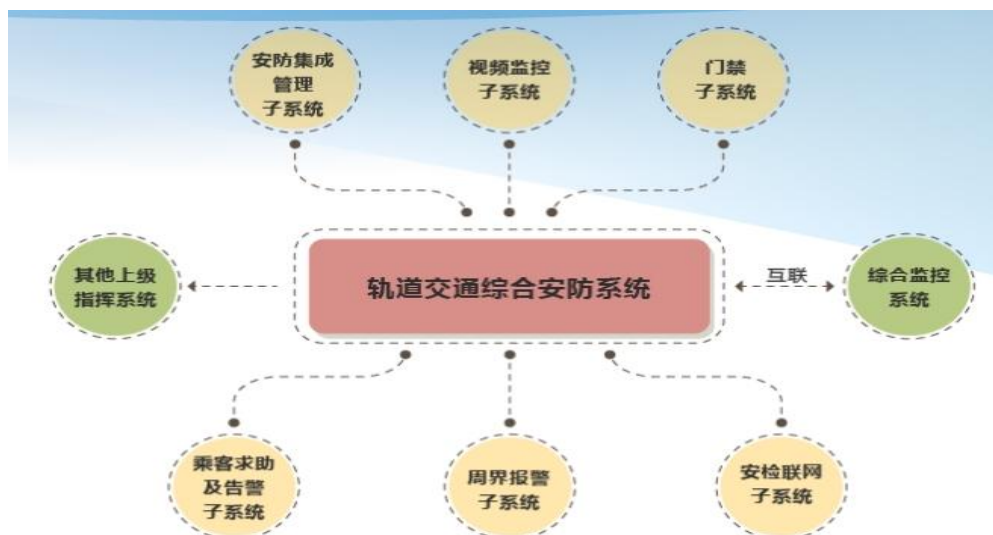 安防集成
管理
子系统
视频监控
子系统
门禁
子系统
其他上级
指挥系统
轨道交通综合安防系统
互联
综合监控
系统
乘客求助
及告警
子系统
周界报警
子系统
安检联网
子系统